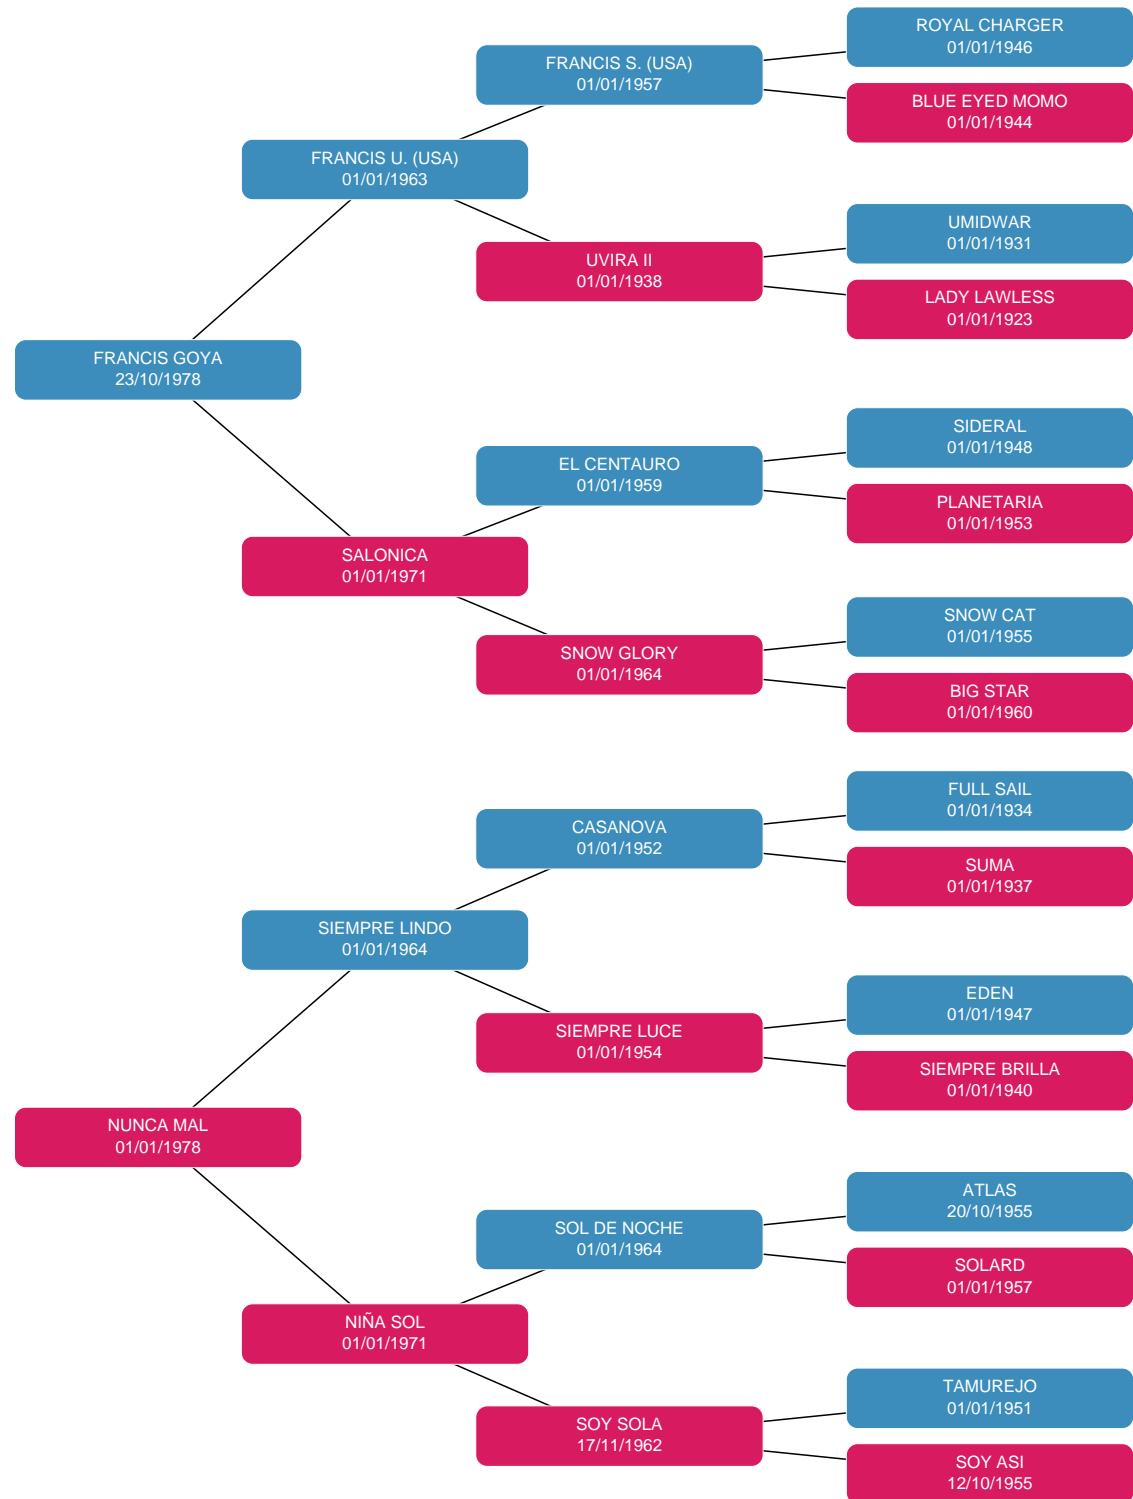 ROYAL CHARGER
01/01/1946
FRANCIS S. (USA)
01/01/1957
BLUE EYED MOMO
01/01/1944
FRANCIS U. (USA)
01/01/1963
UMIDWAR
01/01/1931
UVIRA II
01/01/1938
LADY LAWLESS
01/01/1923
FRANCIS GOYA
23/10/1978
SIDERAL
01/01/1948
EL CENTAURO
01/01/1959
PLANETARIA
01/01/1953
SALONICA
01/01/1971
SNOW CAT
01/01/1955
SNOW GLORY
01/01/1964
BIG STAR
01/01/1960
FULL SAIL
01/01/1934
CASANOVA
01/01/1952
SUMA
01/01/1937
SIEMPRE LINDO
01/01/1964
EDEN
01/01/1947
SIEMPRE LUCE
01/01/1954
SIEMPRE BRILLA
01/01/1940
NUNCA MAL
01/01/1978
ATLAS
20/10/1955
SOL DE NOCHE
01/01/1964
SOLARD
01/01/1957
NIÑA SOL
01/01/1971
TAMUREJO
01/01/1951
SOY SOLA
17/11/1962
SOY ASI
12/10/1955